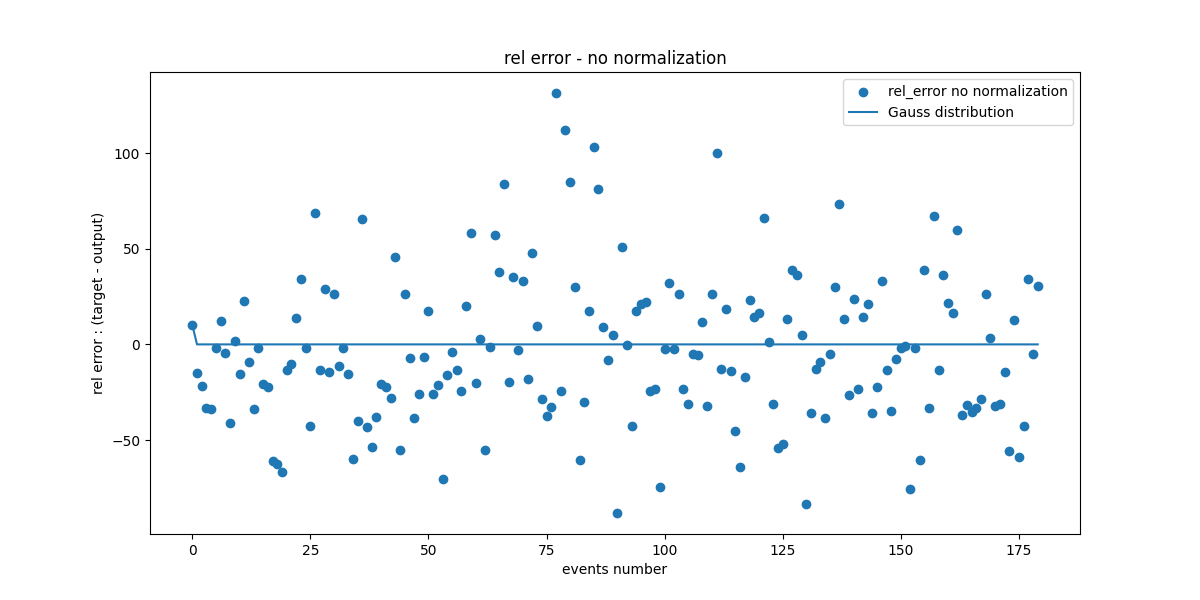 rel error - no normalization
rel_error no normalization
Gauss distribution
rel error : (target - output)
100
50
0
−50
0
25
50
75
100
125
150
175
events number